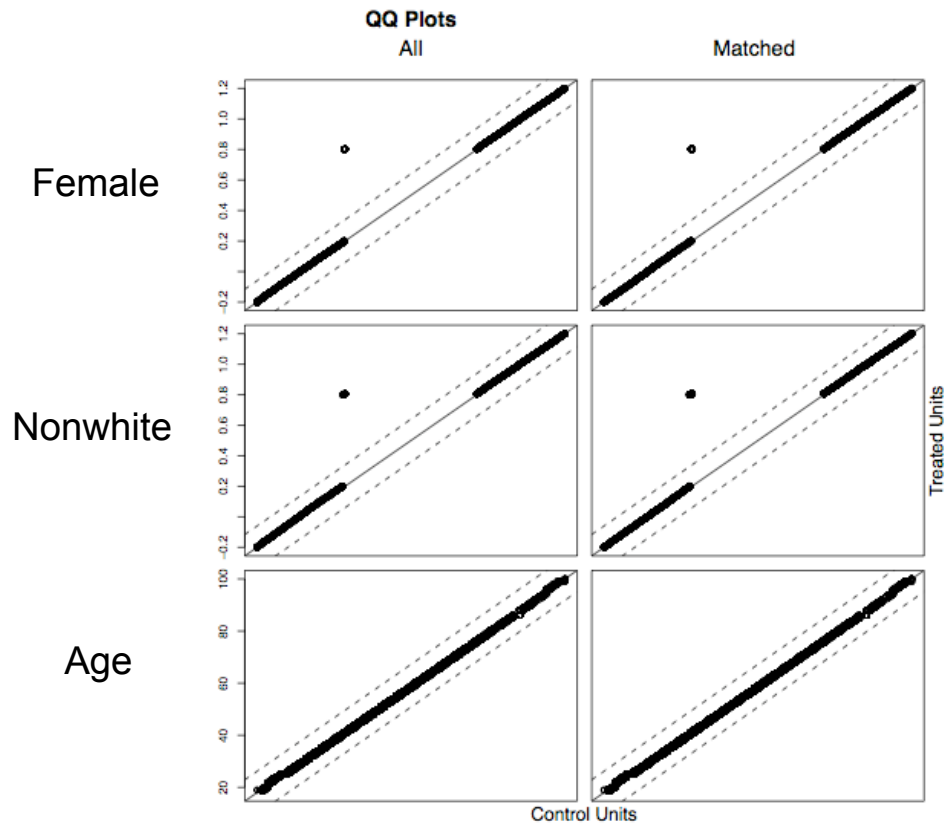 QQ Plots
All
Matched
Female
1.2
1.0
0.8
0.6
0.4
0.2
-0.2
Nonwhite
1.2
1.0
0.8
0.6
0.4
0.2
-0.2
Treated Units
Age
100
80
60
40
20
Control Units